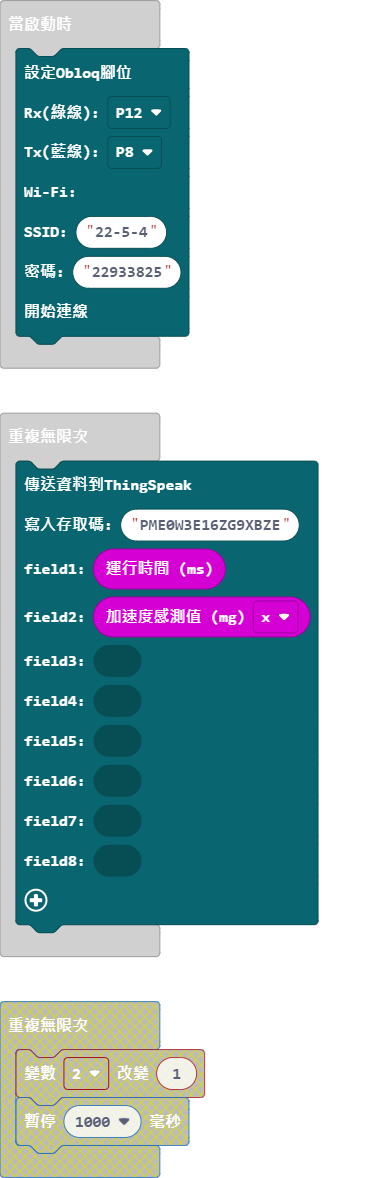 當啟動時
設定Obloq腳位
Rx(綠線): P12
Tx(藍線): P8
Wi-Fi:
SSID: "22-5-4"
密碼: "22933825"
開始連線
重複無限次
傳送資料到ThingSpeak
寫入存取碼: "PME0W3E16ZG9XBZE"
field1: 運行時間 (ms)
field2: 加速度感測值 (mg) x
field3:
field4:
field5:
field6:
field7:
field8:
重複無限次
變數 2 改變 1
暫停 1000 毫秒